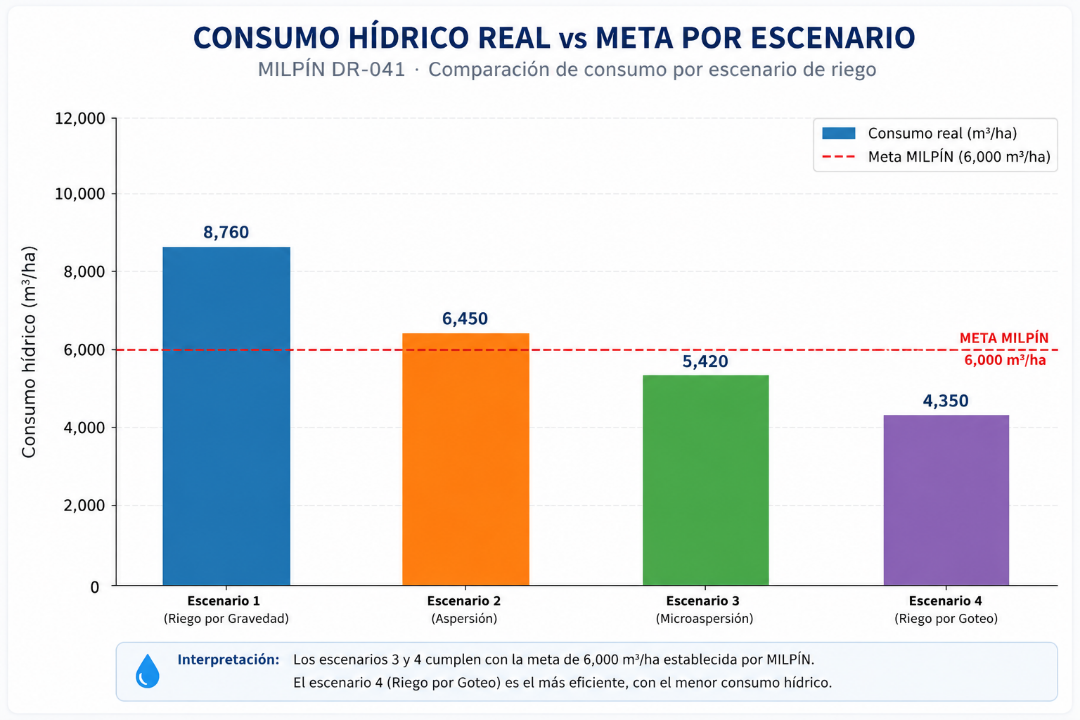 CONSUMO HÍDRICO REAL vs META POR ESCENARIO
MILPÍN DR-041 · Comparación de consumo por escenario de riego
Consumo real (m³/ha)
Meta MILPÍN (6,000 m³/ha)
Consumo hídrico (m³/ha)
12,000
10,000
8,000
6,000
4,000
2,000
0
8,760
6,450
5,420
4,350
META MILPÍN
6,000 m³/ha
Escenario 1
(Riego por Gravedad)
Escenario 2
(Aspersión)
Escenario 3
(Microaspersión)
Escenario 4
(Riego por Goteo)
Interpretación: Los escenarios 3 y 4 cumplen con la meta de 6,000 m³/ha establecida por MILPÍN.
El escenario 4 (Riego por Goteo) es el más eficiente, con el menor consumo hídrico.